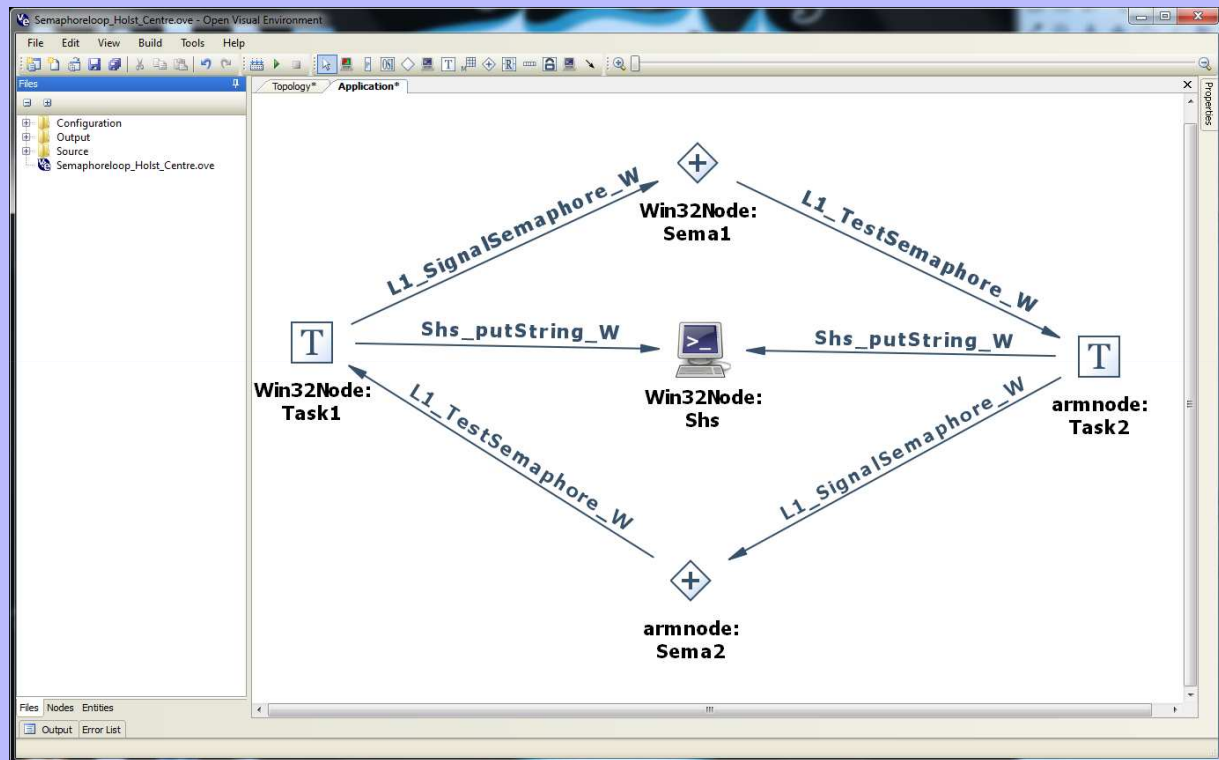 Semaphoreloop_Holst_Centre.ove - Open Visual Environment
File Edit View Build Tools Help
Files
Topology* Application*
Properties
Configuration
Output
Source
Semaphoreloop_Holst_Centre.ove
Win32Node:
Sema1
L1_SignalSemaphore_W
L1_TestSemaphore_W
T
Shs_putString_W
>_
Shs_putString_W
T
Win32Node:
Task1
Win32Node:
Shs
armnode:
Task2
L1_TestSemaphore_W
L1_SignalSemaphore_W
armnode:
Sema2
Files Nodes Entities
Output Error List